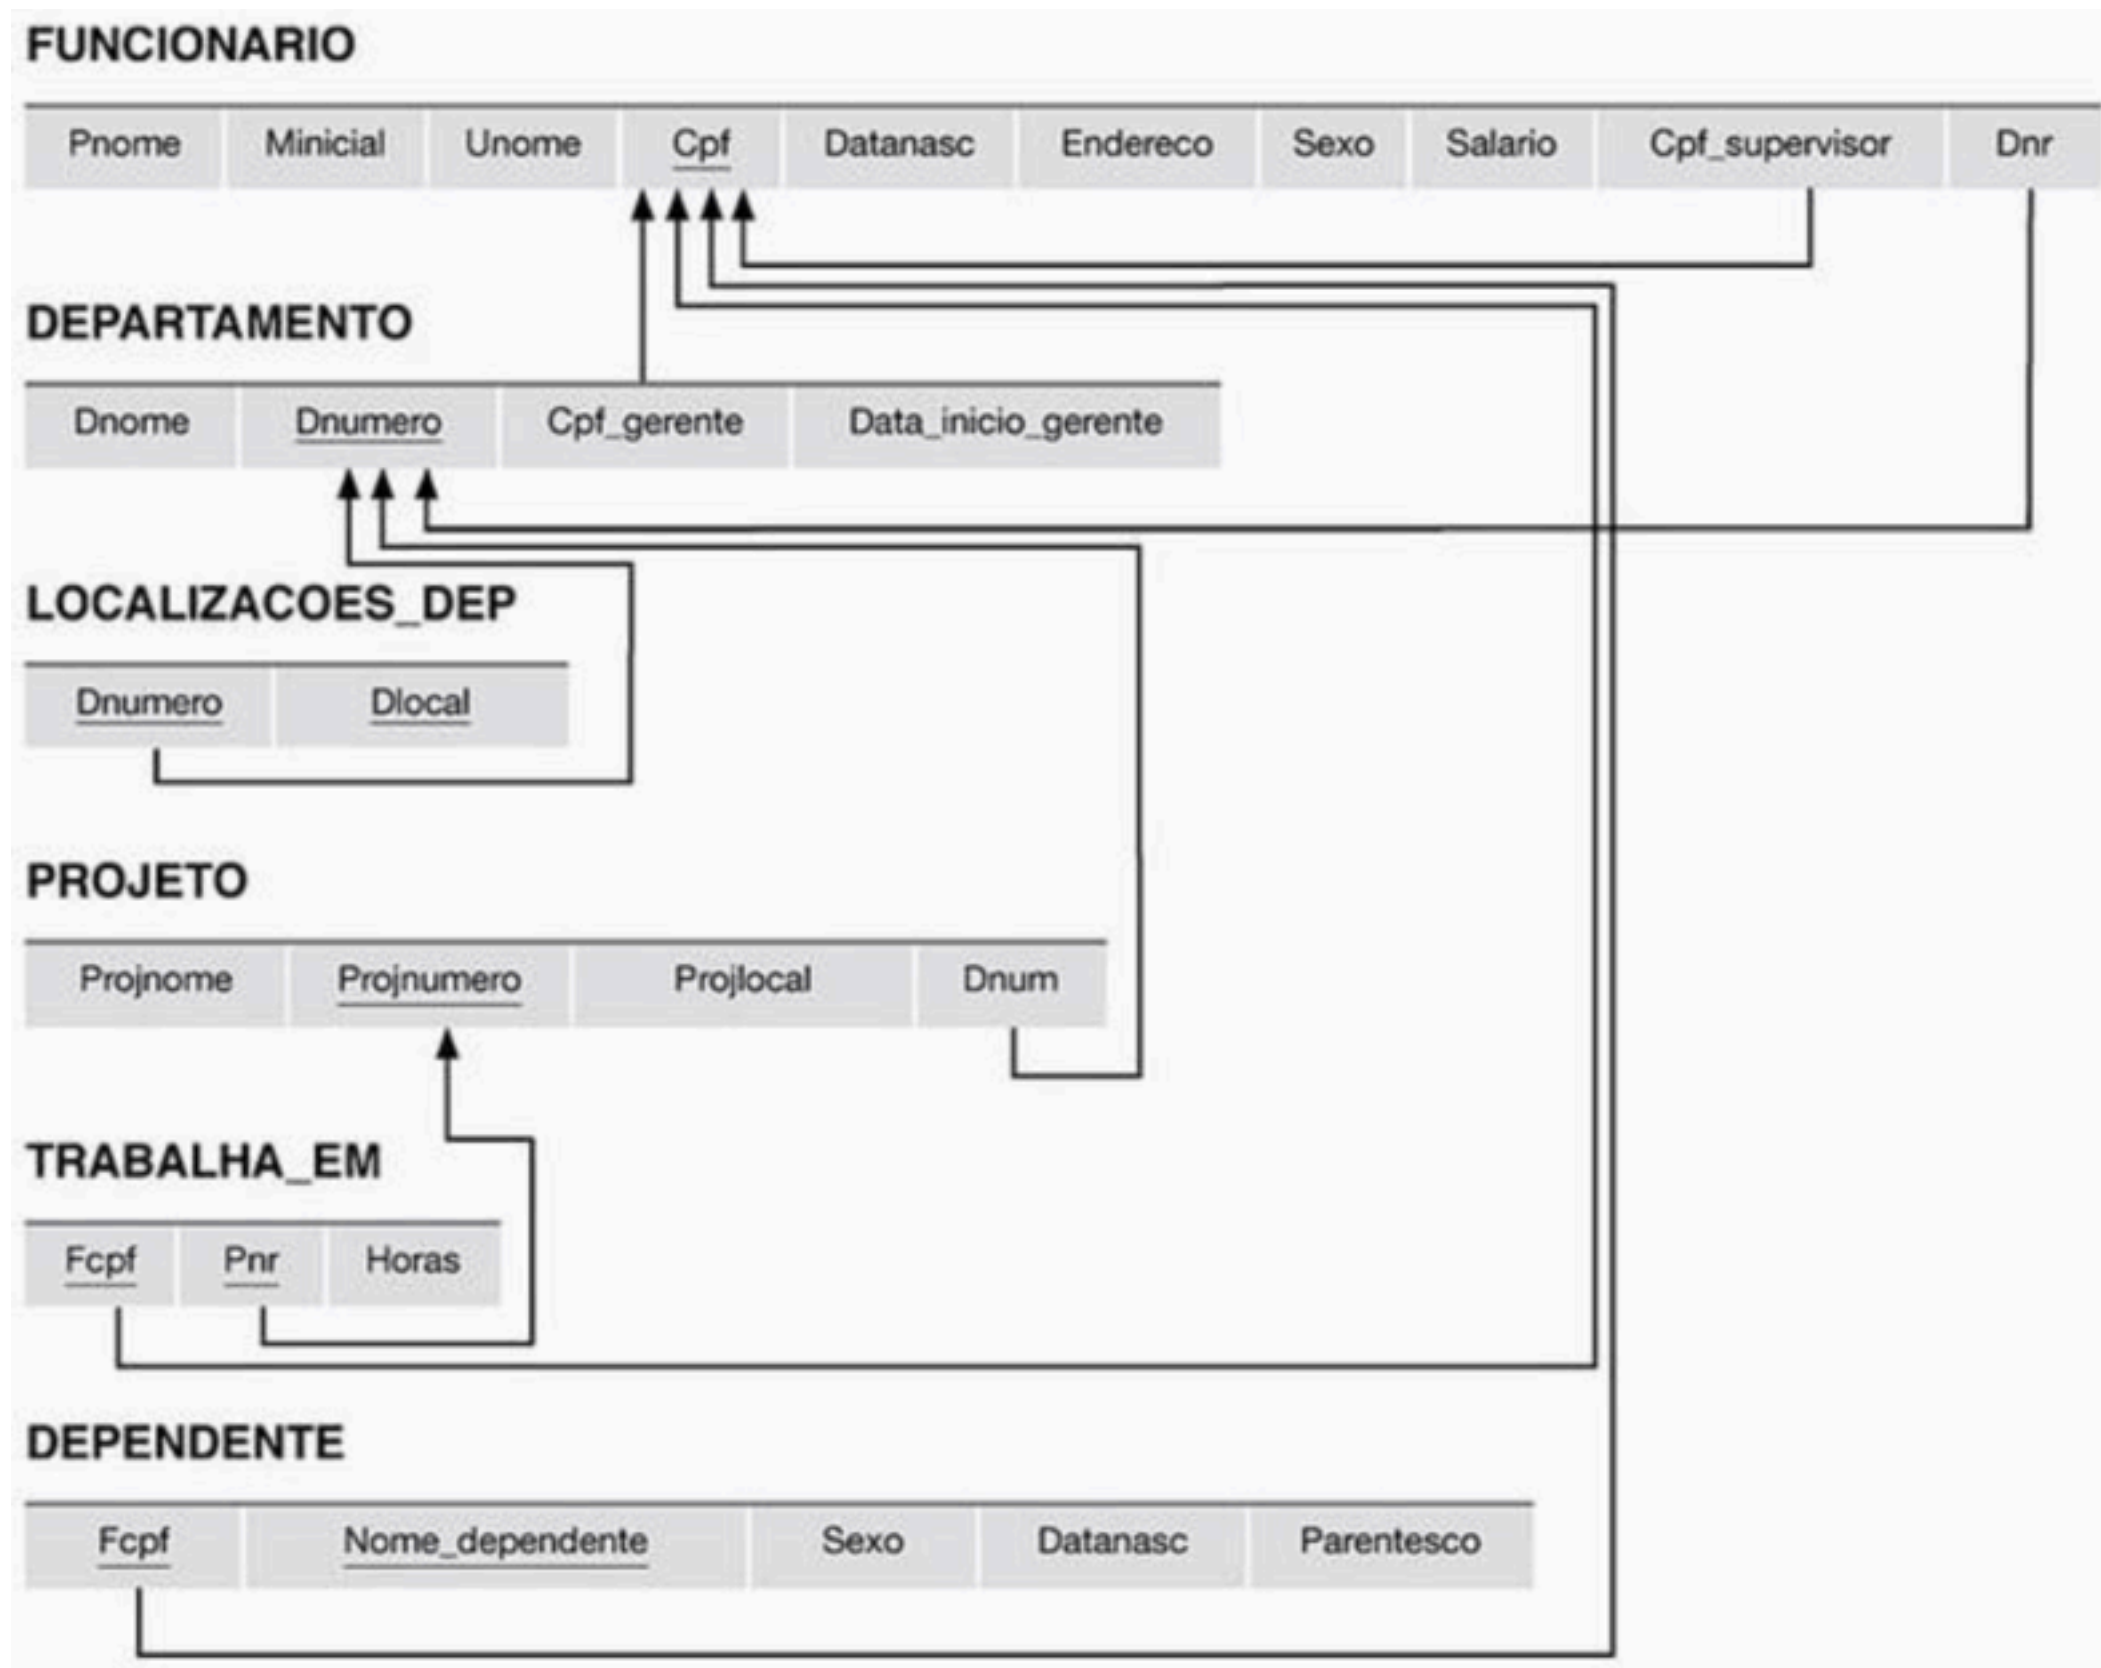 FUNCIONARIO
Pnome Minicial Unome Cpf Datanasc Endereco Sexo Salario Cpf_supervisor Dnr
DEPARTAMENTO
Dnome Dnumero Cpf_gerente Data_inicio_gerente
LOCALIZACOES_DEP
Dnumero Dlocal
PROJETO
Projnome Projnumero Projlocal Dnum
TRABALHA_EM
Fcpf Pnr Horas
DEPENDENTE
Fcpf Nome_dependente Sexo Datanasc Parentesco